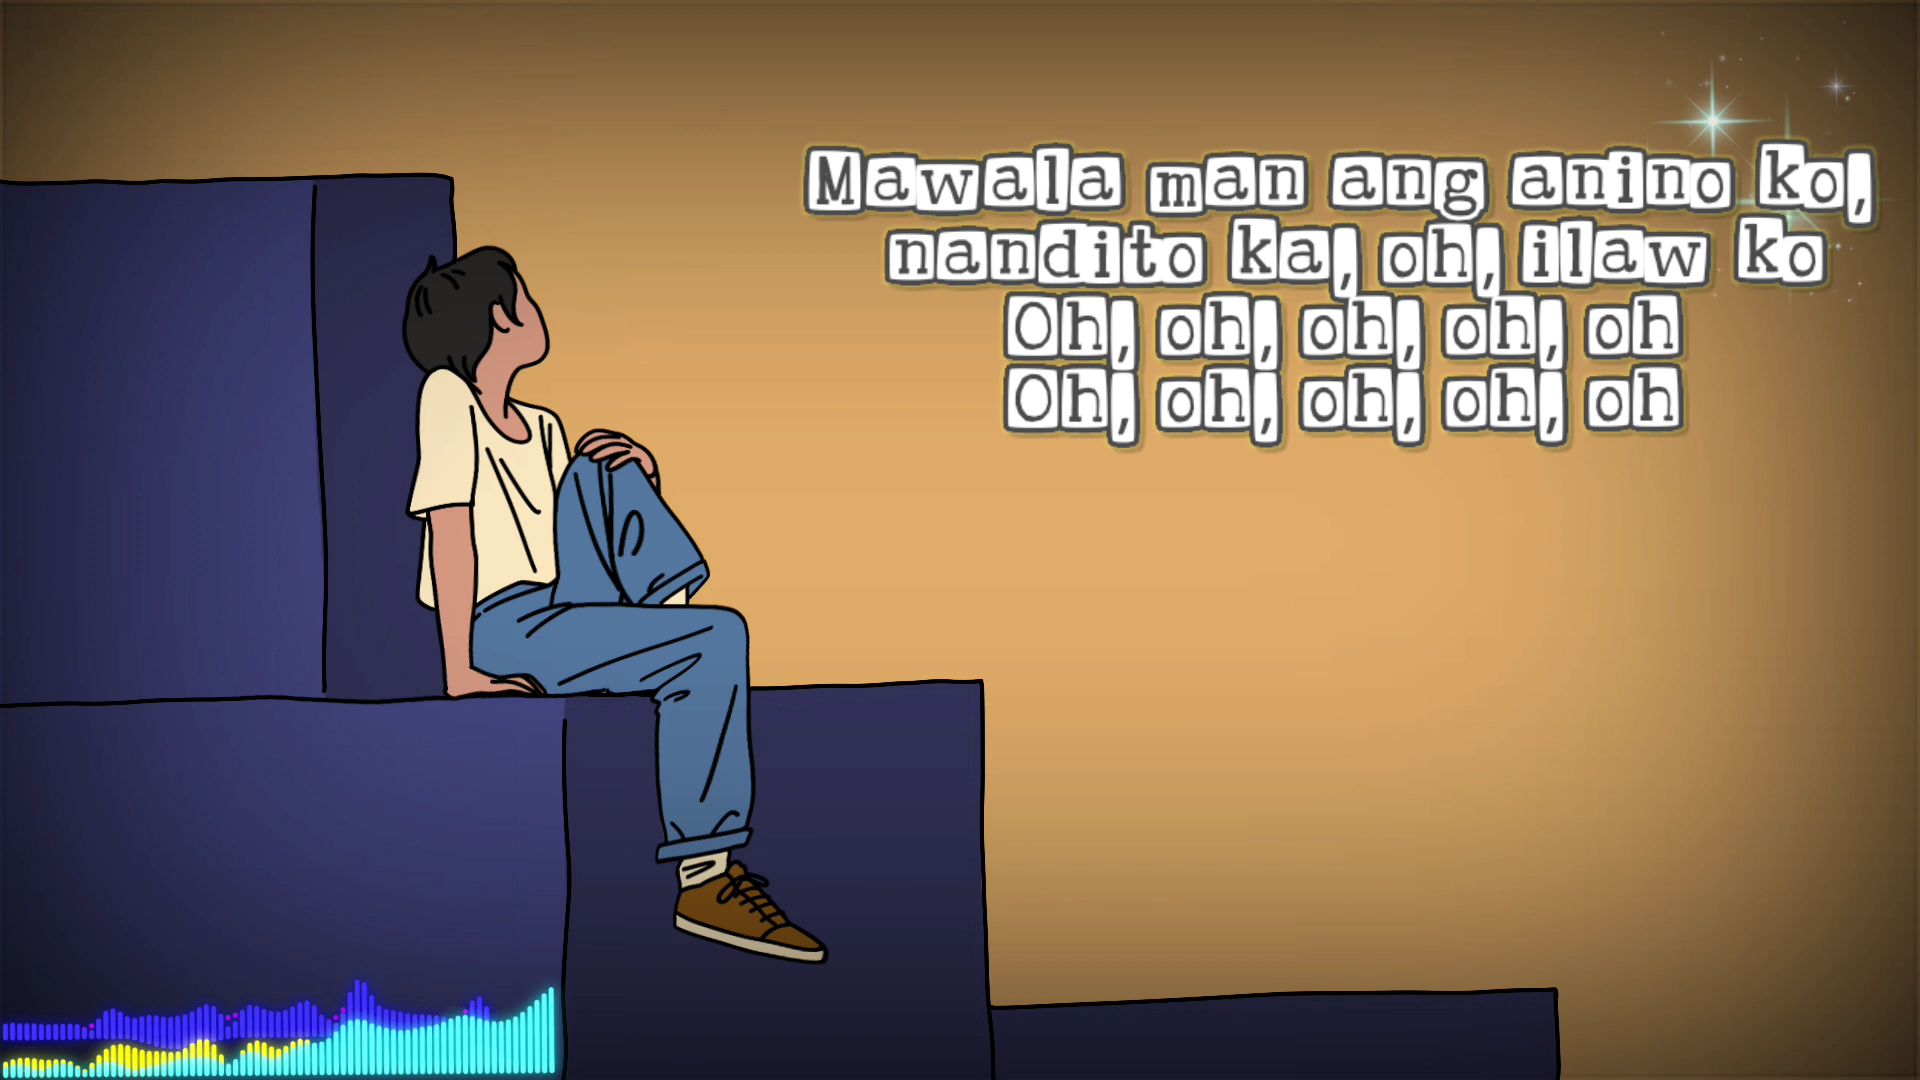 Mawala man ang anino ko,
nandito ka, oh, ilaw ko
Oh, oh, oh, oh, oh
Oh, oh, oh, oh, oh